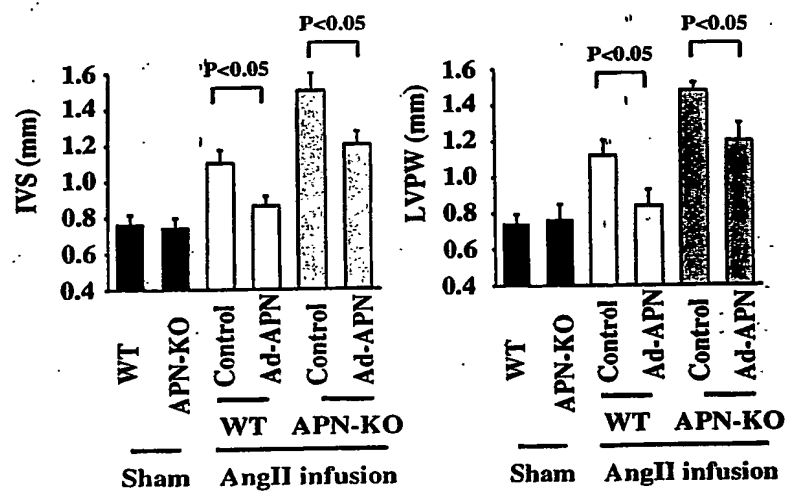 P<0.05
P<0.05
IVS (mm)
1.6
1.4
1.2
1.0
0.8
0.6
0.4
WT
APN-KO
Control
Ad-APN
Control
Ad-APN
WT
APN-KO
Sham
AngII infusion
P<0.05
P<0.05
LVPW (mm)
1.6
1.4
1.2
1.0
0.8
0.6
0.4
WT
APN-KO
Control
Ad-APN
Control
Ad-APN
WT
APN-KO
Sham
AngII infusion